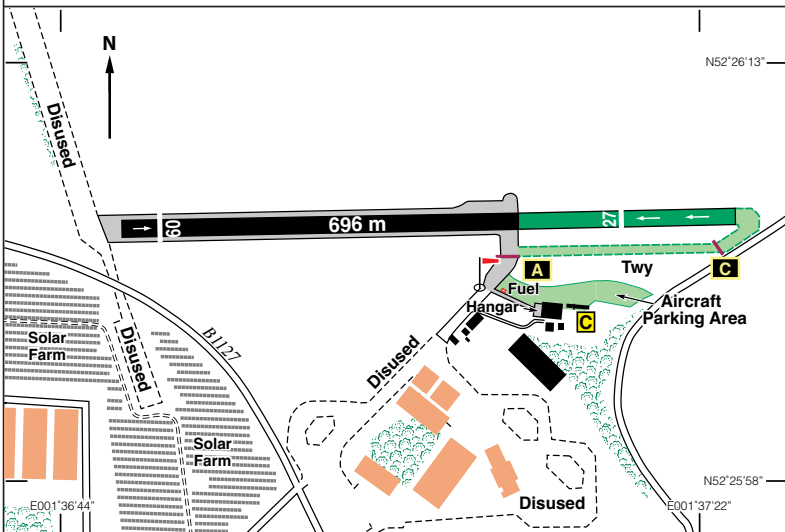 N
N52°26'13"
Disused
09
696 m
27
A
Twy
C
Fuel
Hangar
Aircraft
Parking Area
C
B1127
Solar
Farm
Disused
Disused
Solar
Farm
N52°25'58"
E001°36'44"
Disused
E001°37'22"